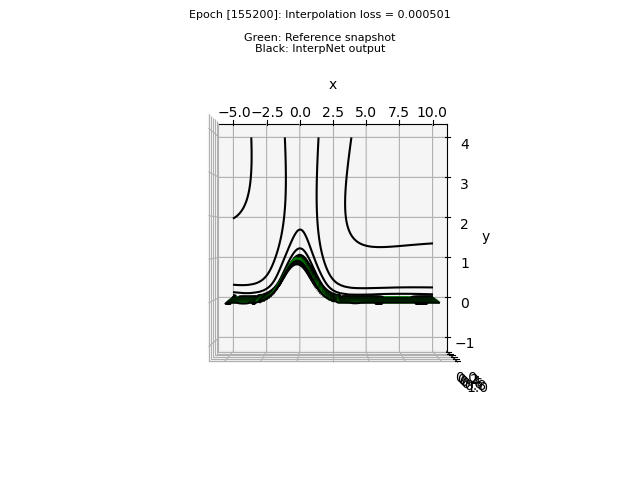 Epoch [155200]: Interpolation loss = 0.000501
Green: Reference snapshot
Black: InterpNet output
x
−5.0 −2.5 0.0 2.5 5.0 7.5 10.0
4
3
2
y
1
0
−1